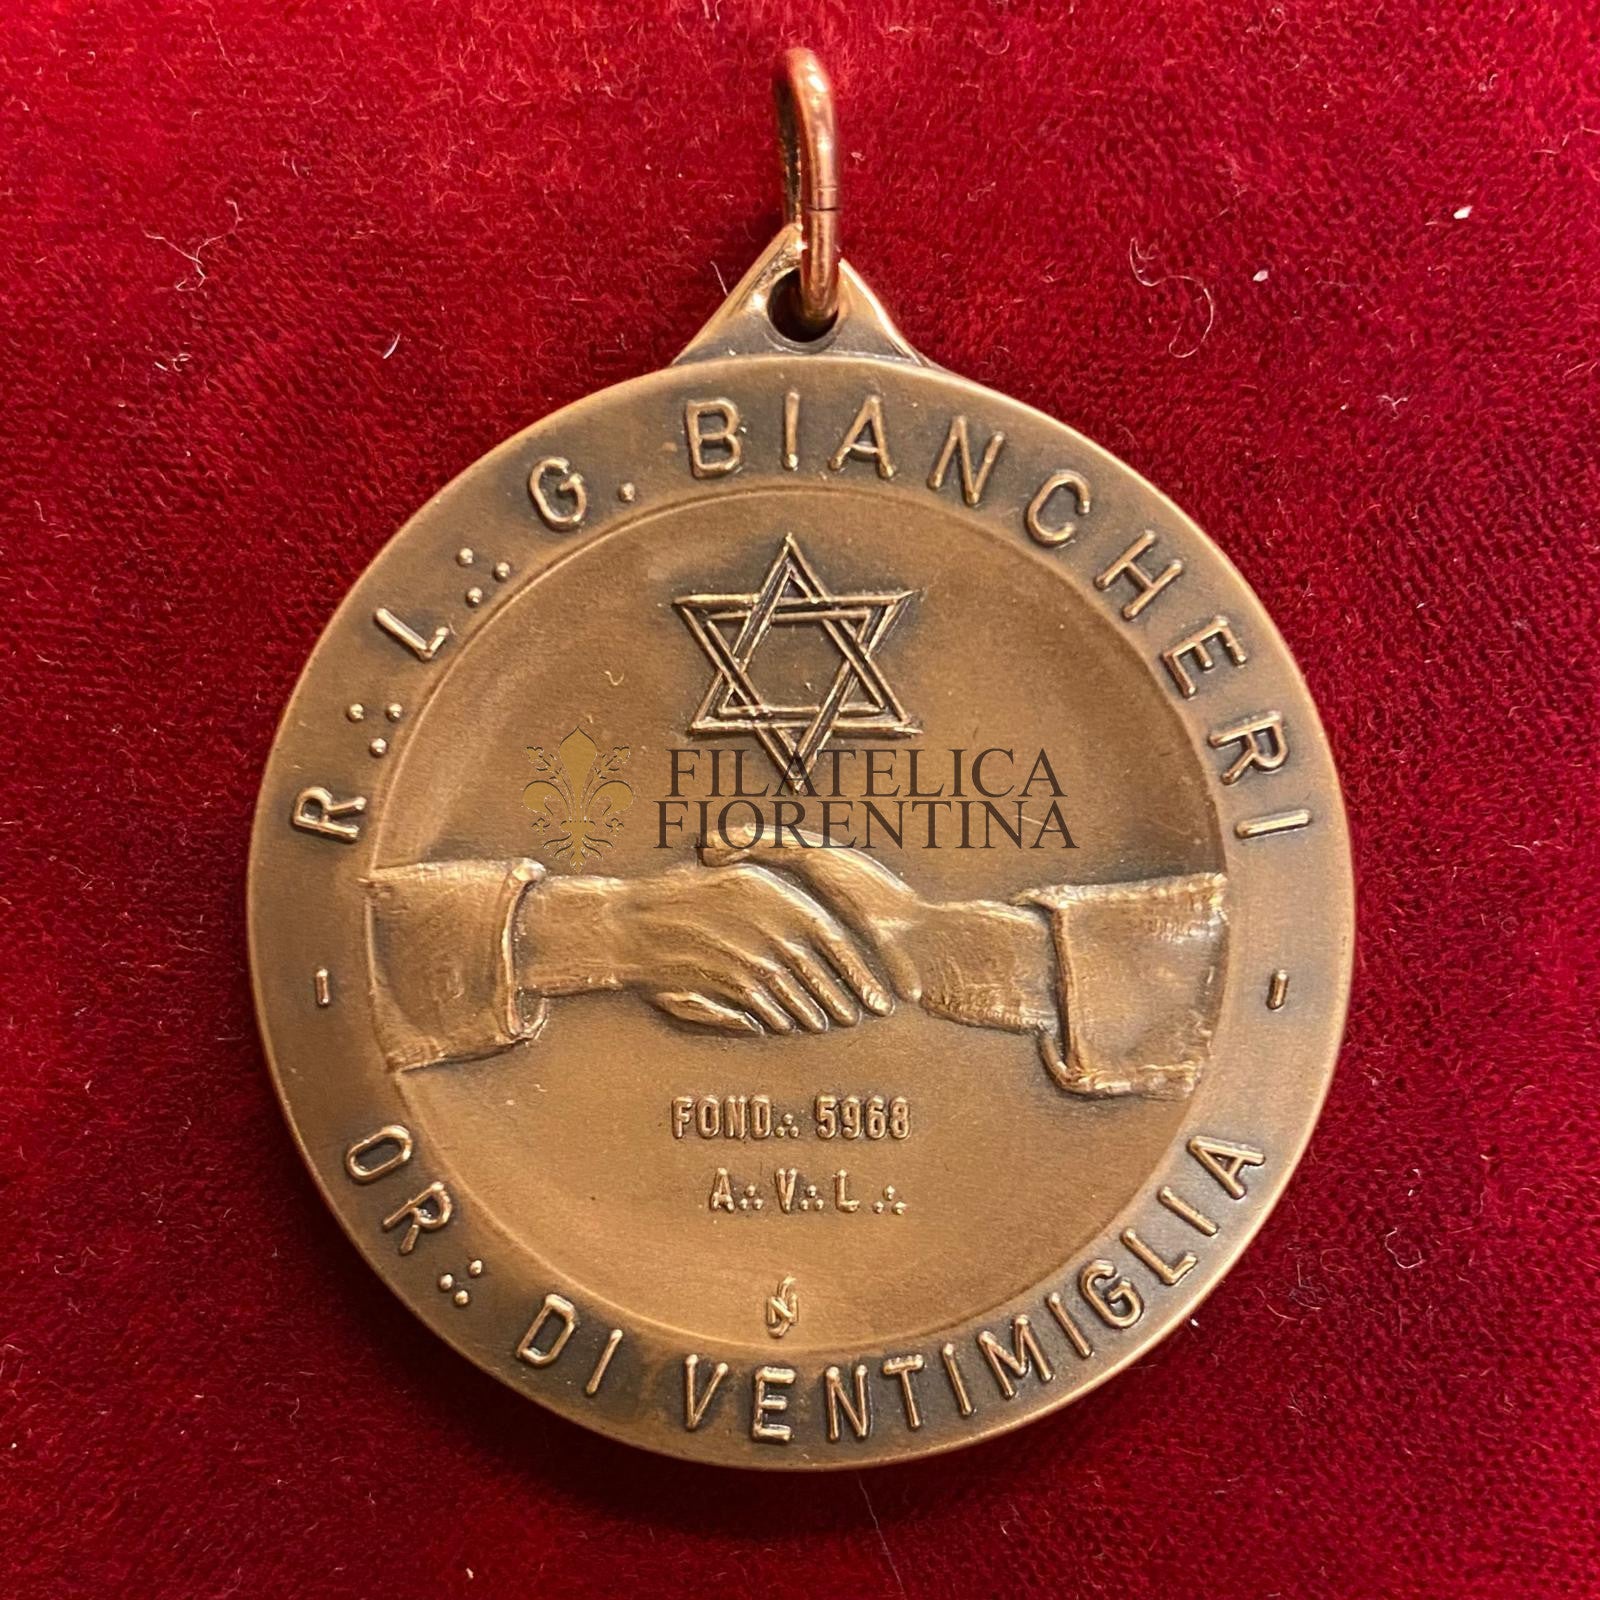 R∴ L∴ G. BIANCHERI
FILATELICA
FIORENTINA
FOND∴ 5968
A∴ V∴ L∴
- OR∴ DI VENTIMIGLIA -